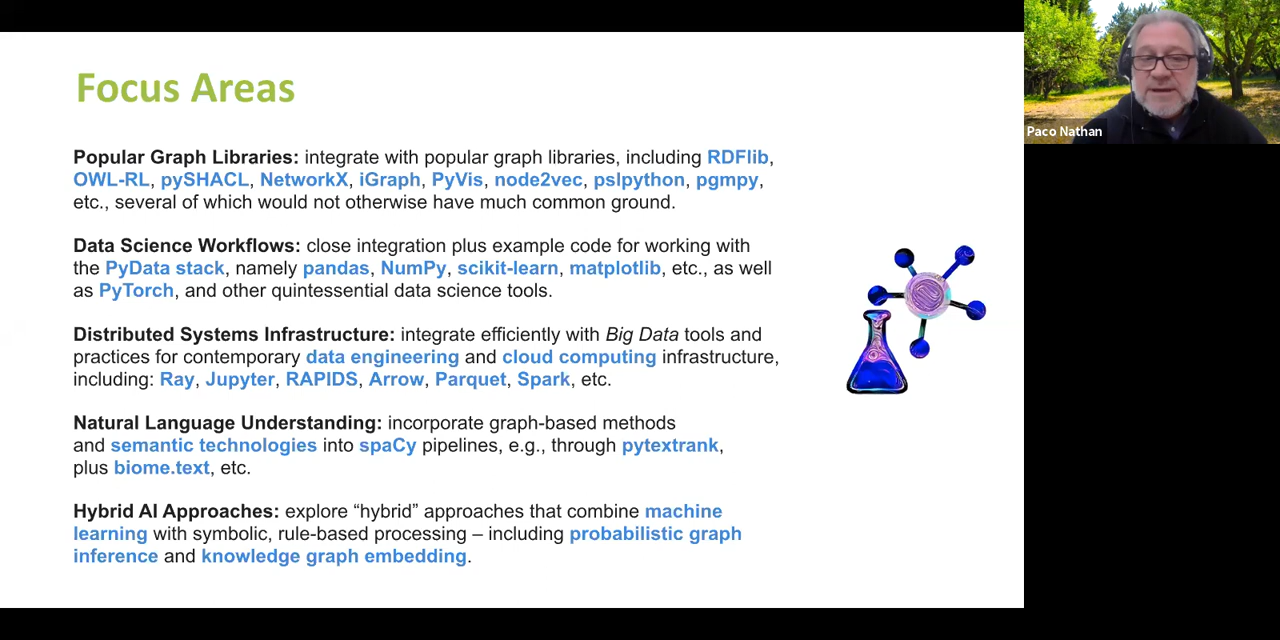 Focus Areas
Popular Graph Libraries: integrate with popular graph libraries, including RDFlib,
OWL-RL, pySHACL, NetworkX, iGraph, PyVis, node2vec, pslpython, pgmpy,
etc., several of which would not otherwise have much common ground.
Data Science Workflows: close integration plus example code for working with
the PyData stack, namely pandas, NumPy, scikit-learn, matplotlib, etc., as well
as PyTorch, and other quintessential data science tools.
Distributed Systems Infrastructure: integrate efficiently with Big Data tools and
practices for contemporary data engineering and cloud computing infrastructure,
including: Ray, Jupyter, RAPIDS, Arrow, Parquet, Spark, etc.
Natural Language Understanding: incorporate graph-based methods
and semantic technologies into spaCy pipelines, e.g., through pytextrank,
plus biome.text, etc.
Hybrid AI Approaches: explore “hybrid” approaches that combine machine
learning with symbolic, rule-based processing – including probabilistic graph
inference and knowledge graph embedding.
Paco Nathan